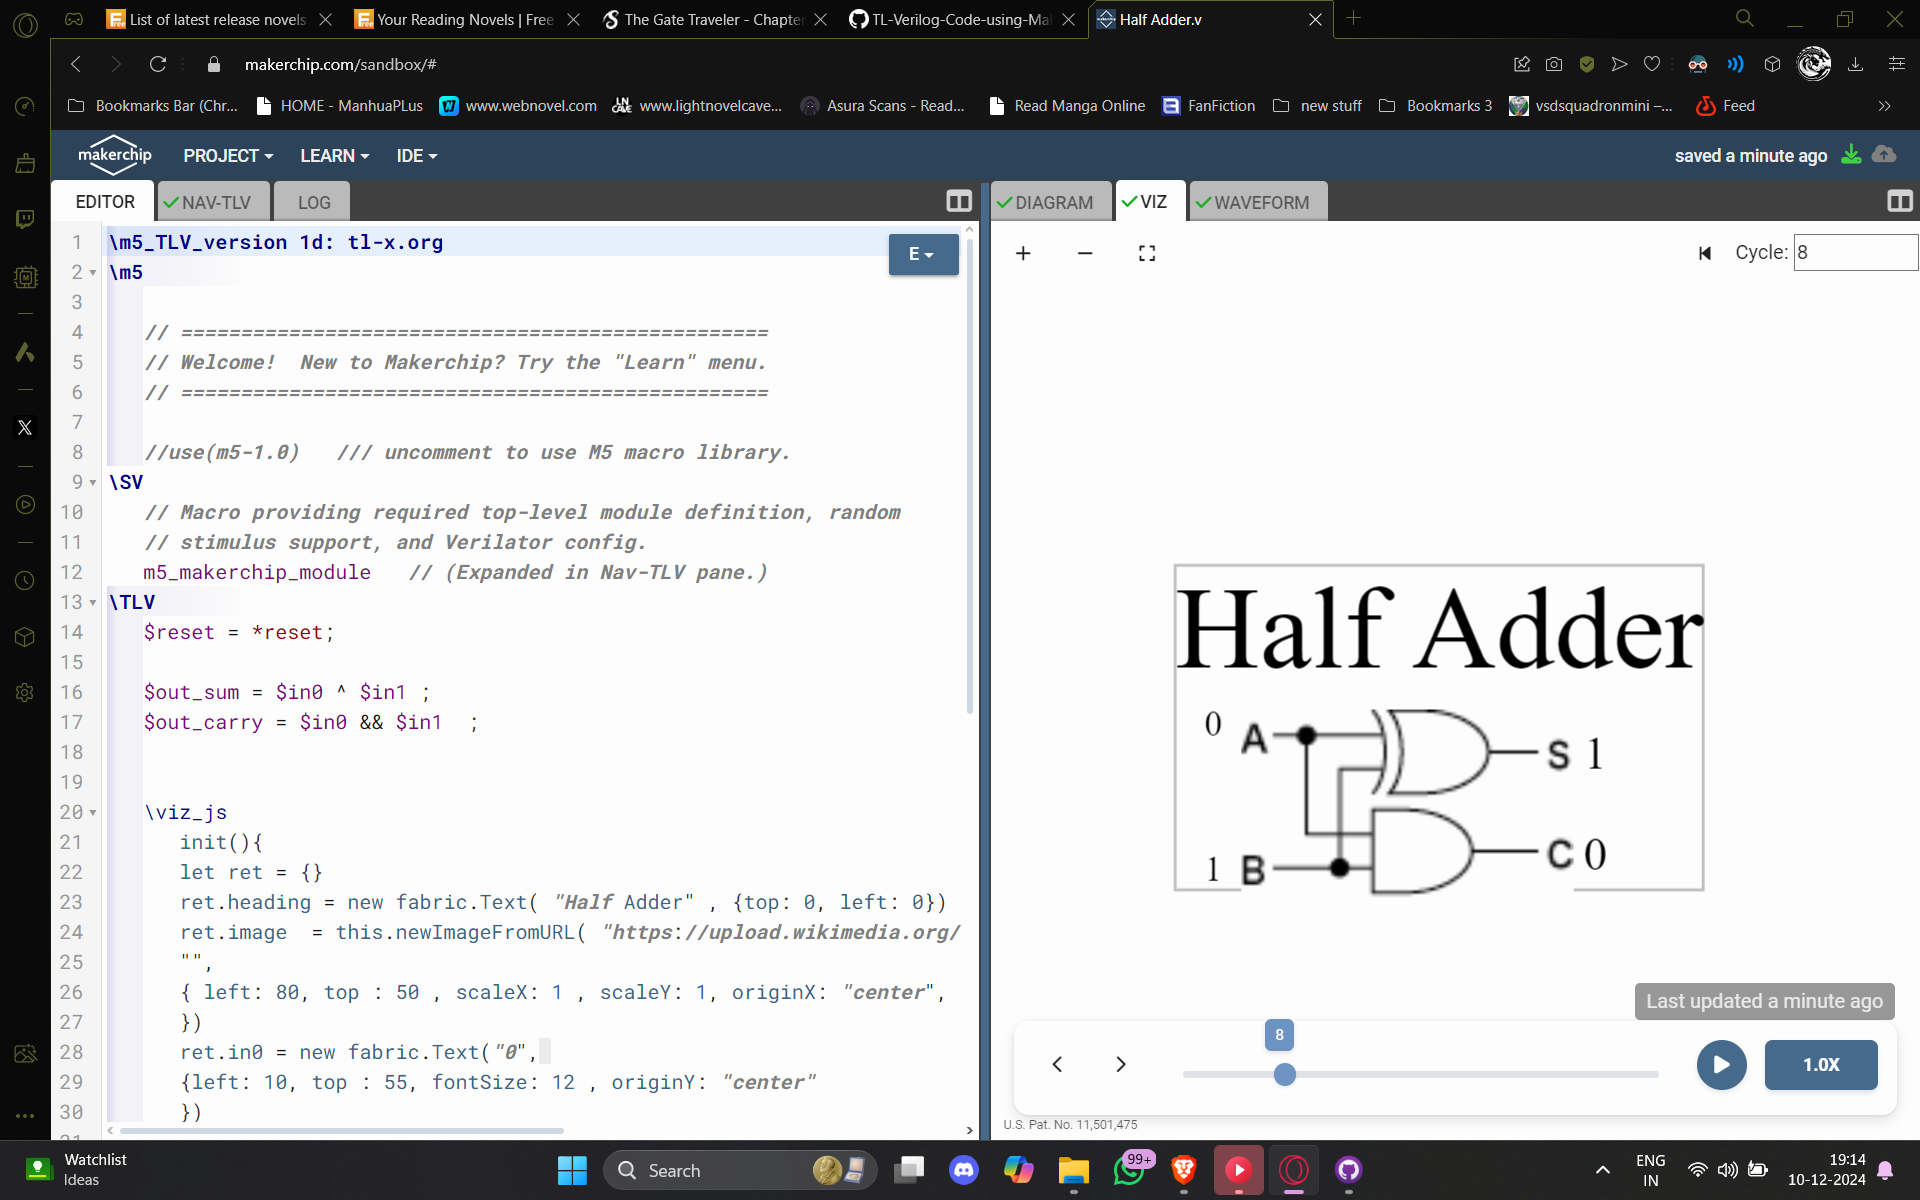 List of latest release novels
Your Reading Novels | Free
The Gate Traveler - Chapter
TL-Verilog-Code-using-Ma
Half Adder.v
makerchip.com/sandbox/#
Bookmarks Bar (Chr...
HOME - ManhuaPLus
www.webnovel.com
www.lightnovelcave...
Asura Scans - Read...
Read Manga Online
FanFiction
new stuff
Bookmarks 3
vsdsquadronmini –...
Feed
makerchip
PROJECT
LEARN
IDE
saved a minute ago
EDITOR
NAV-TLV
LOG
DIAGRAM
VIZ
WAVEFORM
E
1 \m5_TLV_version 1d: tl-x.org
2 \m5
3
4 // =================================================
5 // Welcome!  New to Makerchip? Try the "Learn" menu.
6 // =================================================
7
8 //use(m5-1.0)   /// uncomment to use M5 macro library.
9 \SV
10 // Macro providing required top-level module definition, random
11 // stimulus support, and Verilator config.
12 m5_makerchip_module   // (Expanded in Nav-TLV pane.)
13 \TLV
14 $reset = *reset;
15
16 $out_sum = $in0 ^ $in1 ;
17 $out_carry = $in0 && $in1  ;
18
19
20 \viz_js
21 init(){
22 let ret = {}
23 ret.heading = new fabric.Text( "Half Adder" , {top: 0, left: 0})
24 ret.image  = this.newImageFromURL( "https://upload.wikimedia.org/
25 "",
26 { left: 80, top : 50 , scaleX: 1 , scaleY: 1, originX: "center",
27 })
28 ret.in0 = new fabric.Text("0",
29 {left: 10, top : 55, fontSize: 12 , originY: "center"
30 })
Cycle: 8
Half Adder
0 A S 1
1 B C 0
Last updated a minute ago
8
1.0X
U.S. Pat. No. 11,501,475
Watchlist
Ideas
Search
99+
ENG
IN
19:14
10-12-2024